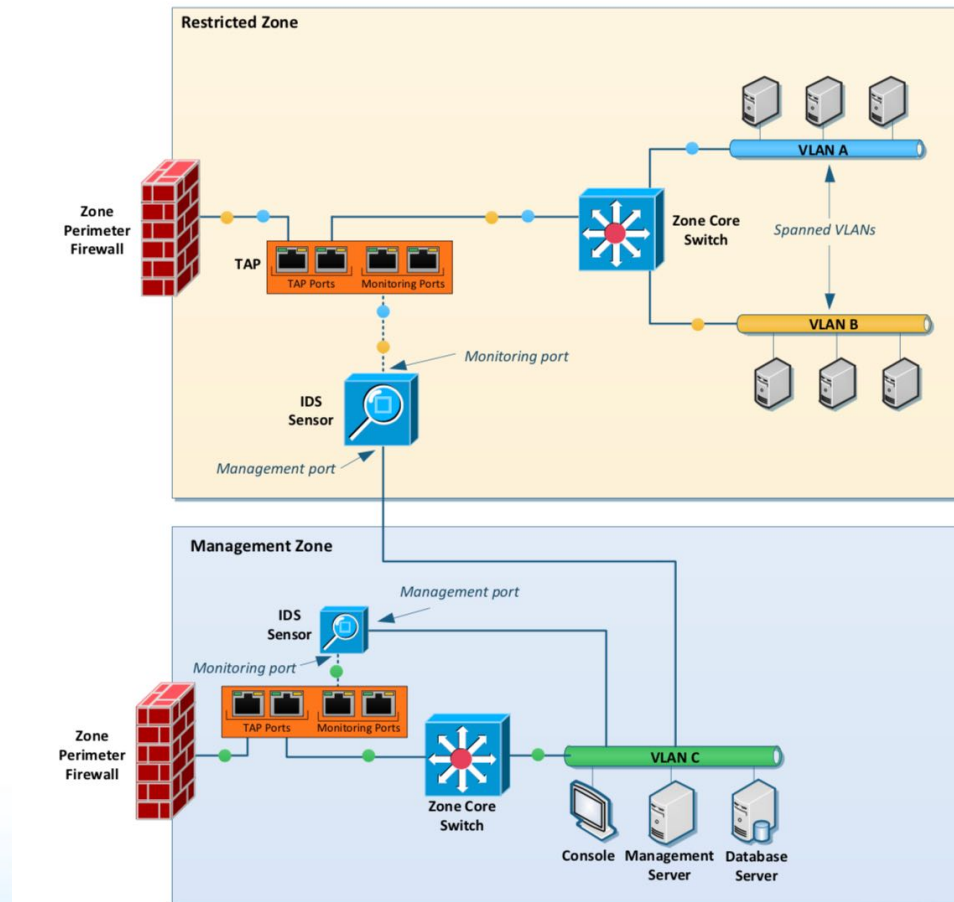 Restricted Zone
VLAN A
Zone
Perimeter
Firewall
Zone Core
Switch
Spanned VLANs
TAP
TAP Ports
Monitoring Ports
VLAN B
Monitoring port
IDS
Sensor
Management port
Management Zone
Management port
IDS
Sensor
Monitoring port
TAP Ports
Monitoring Ports
Zone
Perimeter
Firewall
VLAN C
Zone Core
Switch
Console
Management
Server
Database
Server